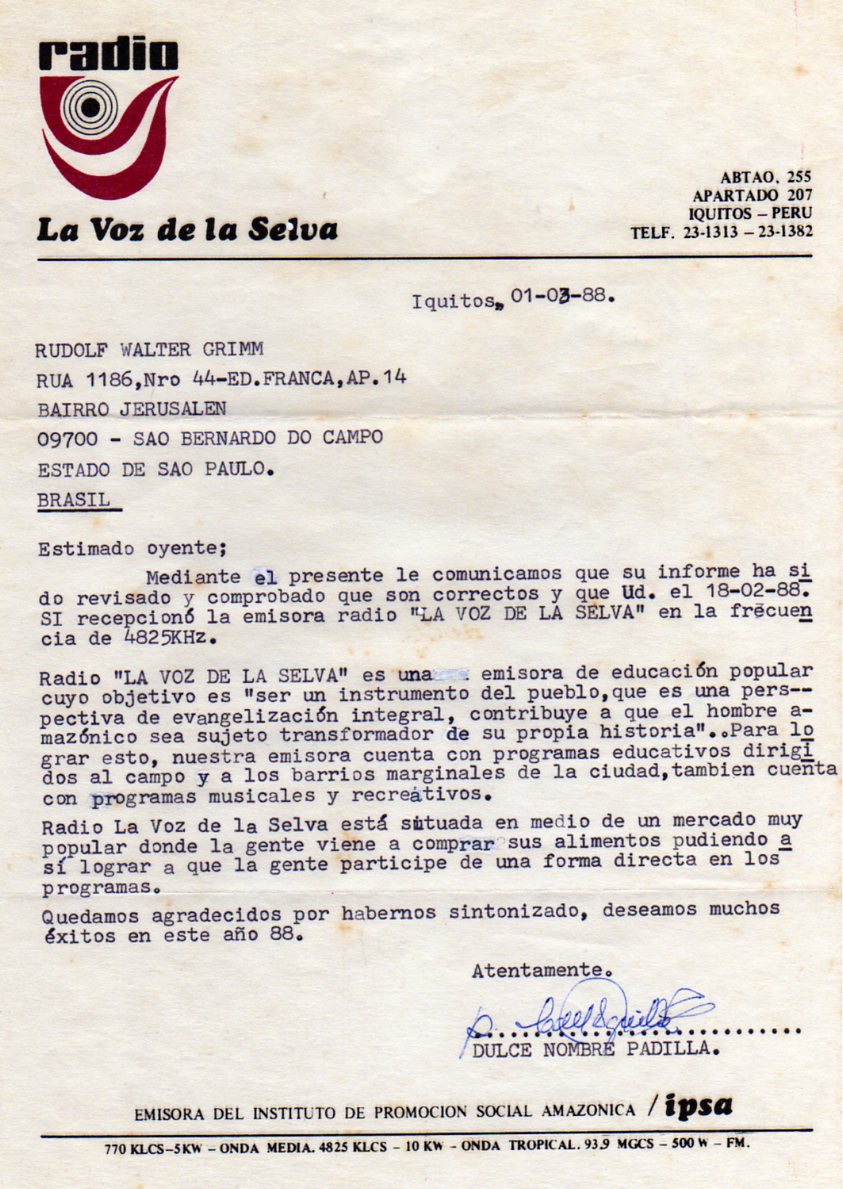 radio
La Voz de la Selva
ABTAO, 255
APARTADO 207
IQUITOS – PERU
TELF. 23-1313 – 23-1382
Iquitos, 01-03-88.
RUDOLF WALTER GRIMM
RUA 1186,Nro 44-ED.FRANCA,AP.14
BAIRRO JERUSALEN
09700 - SAO BERNARDO DO CAMPO
ESTADO DE SAO PAULO.
BRASIL
Estimado oyente;
Mediante el presente le comunicamos que su informe ha si
do revisado y comprobado que son correctos y que Ud. el 18-02-88.
SI recepcionó la emisora radio "LA VOZ DE LA SELVA" en la frecuen
cia de 4825KHz.
Radio "LA VOZ DE LA SELVA" es una emisora de educación popular
cuyo objetivo es "ser un instrumento del pueblo,que es una pers--
pectiva de evangelización integral, contribuye a que el hombre a-
mazónico sea sujeto transformador de su propia historia"..Para lo
grar esto, nuestra emisora cuenta con programas educativos dirigi
dos al campo y a los barrios marginales de la ciudad,tambien cuenta
con programas musicales y recreativos.
Radio La Voz de la Selva está situada en medio de un mercado muy
popular donde la gente viene a comprar sus alimentos pudiendo a
sí lograr a que la gente participe de una forma directa en los
programas.
Quedamos agradecidos por habernos sintonizado, deseamos muchos
éxitos en este año 88.
Atentamente.
DULCE NOMBRE PADILLA.
EMISORA DEL INSTITUTO DE PROMOCION SOCIAL AMAZONICA / ipsa
770 KLCS–5KW – ONDA MEDIA. 4825 KLCS – 10 KW – ONDA TROPICAL. 93.9 MGCS – 500 W – FM.